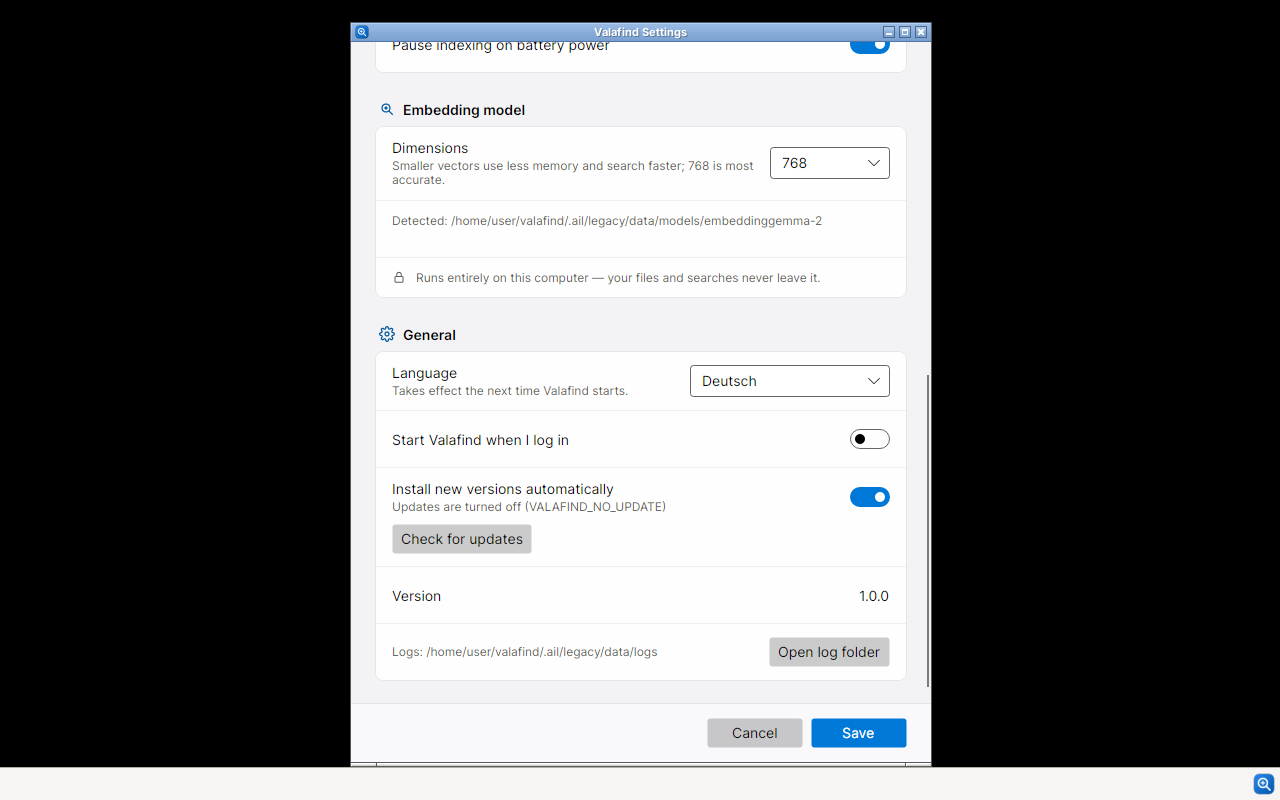 Valafind Settings
Pause indexing on battery power
Embedding model
Dimensions
Smaller vectors use less memory and search faster; 768 is most
accurate.
768
Detected: /home/user/valafind/.ail/legacy/data/models/embeddinggemma-2
Runs entirely on this computer — your files and searches never leave it.
General
Language
Takes effect the next time Valafind starts.
Deutsch
Start Valafind when I log in
Install new versions automatically
Updates are turned off (VALAFIND_NO_UPDATE)
Check for updates
Version
1.0.0
Logs: /home/user/valafind/.ail/legacy/data/logs
Open log folder
Cancel
Save